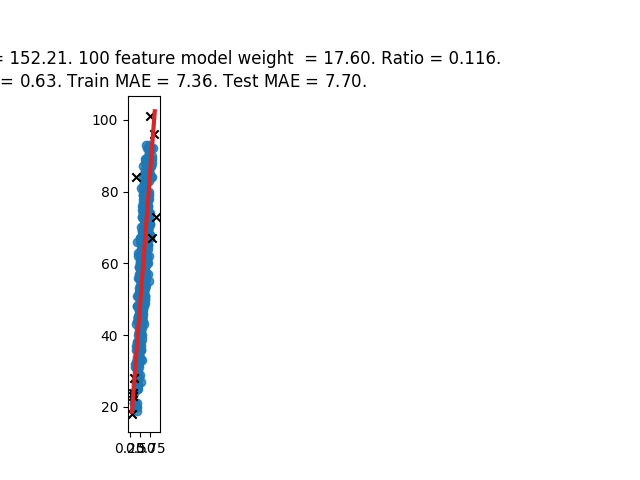 = 152.21. 100 feature model weight = 17.60. Ratio = 0.116.
= 0.63. Train MAE = 7.36. Test MAE = 7.70.
100
80
60
40
20